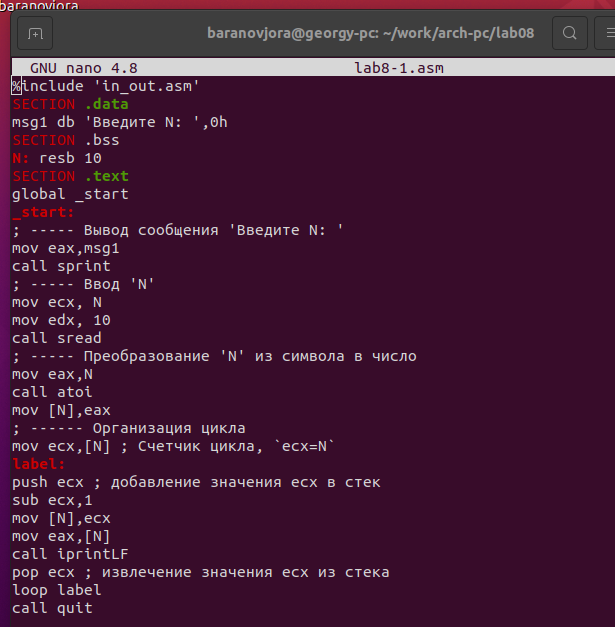 baranovjora
baranovjora@georgy-pc: ~/work/arch-pc/lab08
GNU nano 4.8 lab8-1.asm
%include 'in_out.asm'
SECTION .data
msg1 db 'Введите N: ',0h
SECTION .bss
N: resb 10
SECTION .text
global _start
_start:
; ----- Вывод сообщения 'Введите N: '
mov eax,msg1
call sprint
; ----- Ввод 'N'
mov ecx, N
mov edx, 10
call sread
; ----- Преобразование 'N' из символа в число
mov eax,N
call atoi
mov [N],eax
; ------ Организация цикла
mov ecx,[N] ; Счетчик цикла, `ecx=N`
label:
push ecx ; добавление значения ecx в стек
sub ecx,1
mov [N],ecx
mov eax,[N]
call iprintLF
pop ecx ; извлечение значения ecx из стека
loop label
call quit